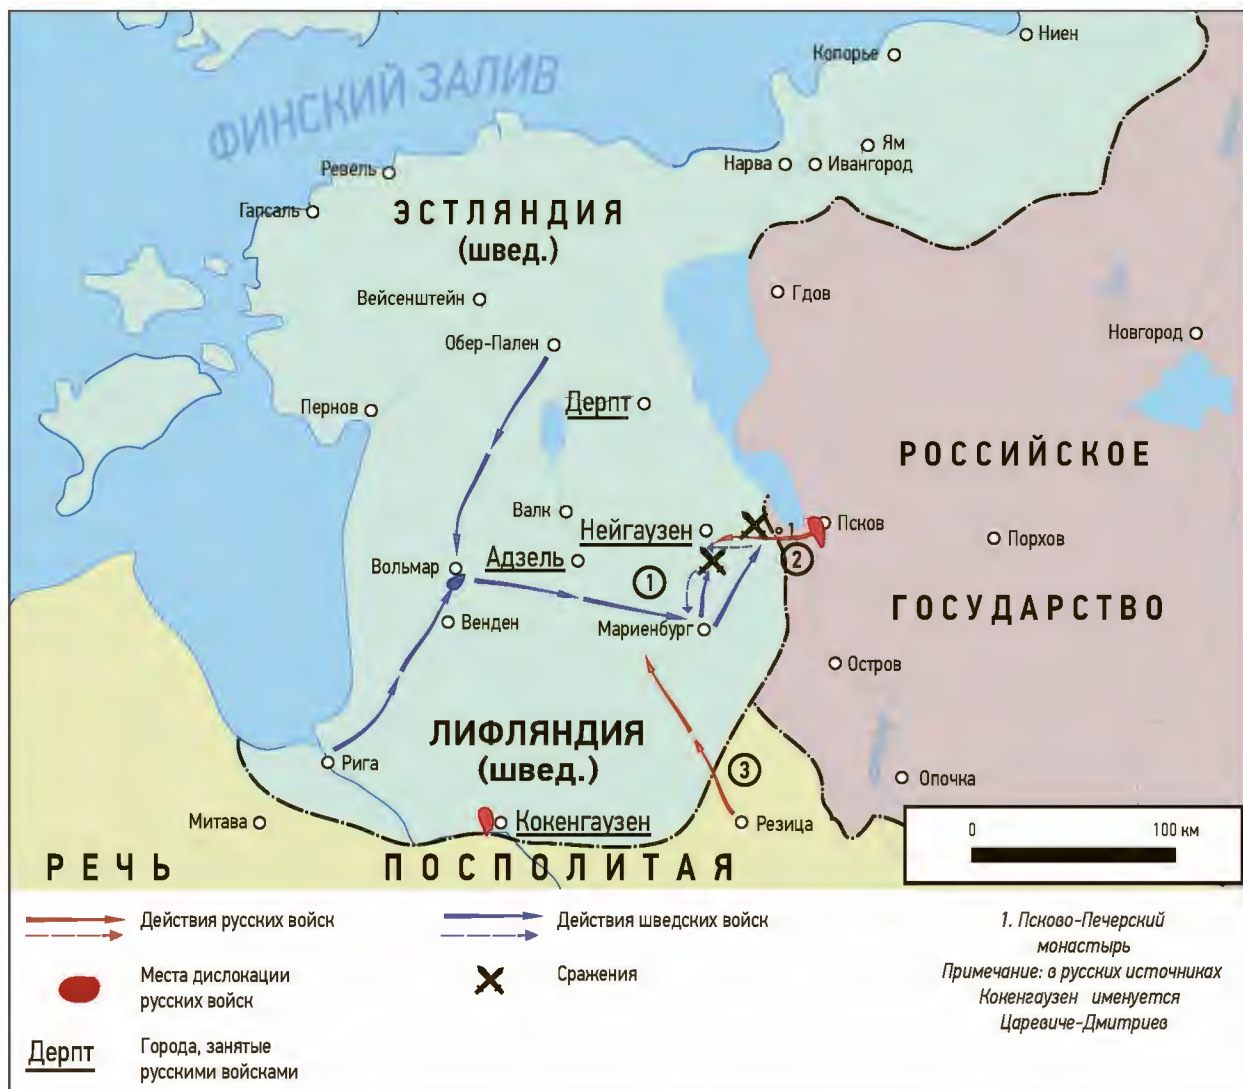 ФИНСКИЙ ЗАЛИВ
Ниен
Копорье
Ям
Нарва
Ивангород
Ревель
Гапсаль
ЭСТЛЯНДИЯ
(швед.)
Вейсенштейн
Гдов
Обер-Пален
Новгород
Пернов
Дерпт
РОССИЙСКОЕ
Валк
Нейгаузен
1
Псков
Порхов
Адзель
2
Вольмар
1
Венден
Мариенбург
ГОСУДАРСТВО
Остров
ЛИФЛЯНДИЯ
(швед.)
Рига
3
Опочка
Митава
Кокенгаузен
Резица
0
100 км
РЕЧЬ ПОСПОЛИТАЯ
Действия русских войск
Места дислокации
русских войск
Дерпт
Города, занятые
русскими войсками
Действия шведских войск
Сражения
1. Псково-Печерский
монастырь
Примечание: в русских источниках
Кокенгаузен именуется
Царевиче-Дмитриев